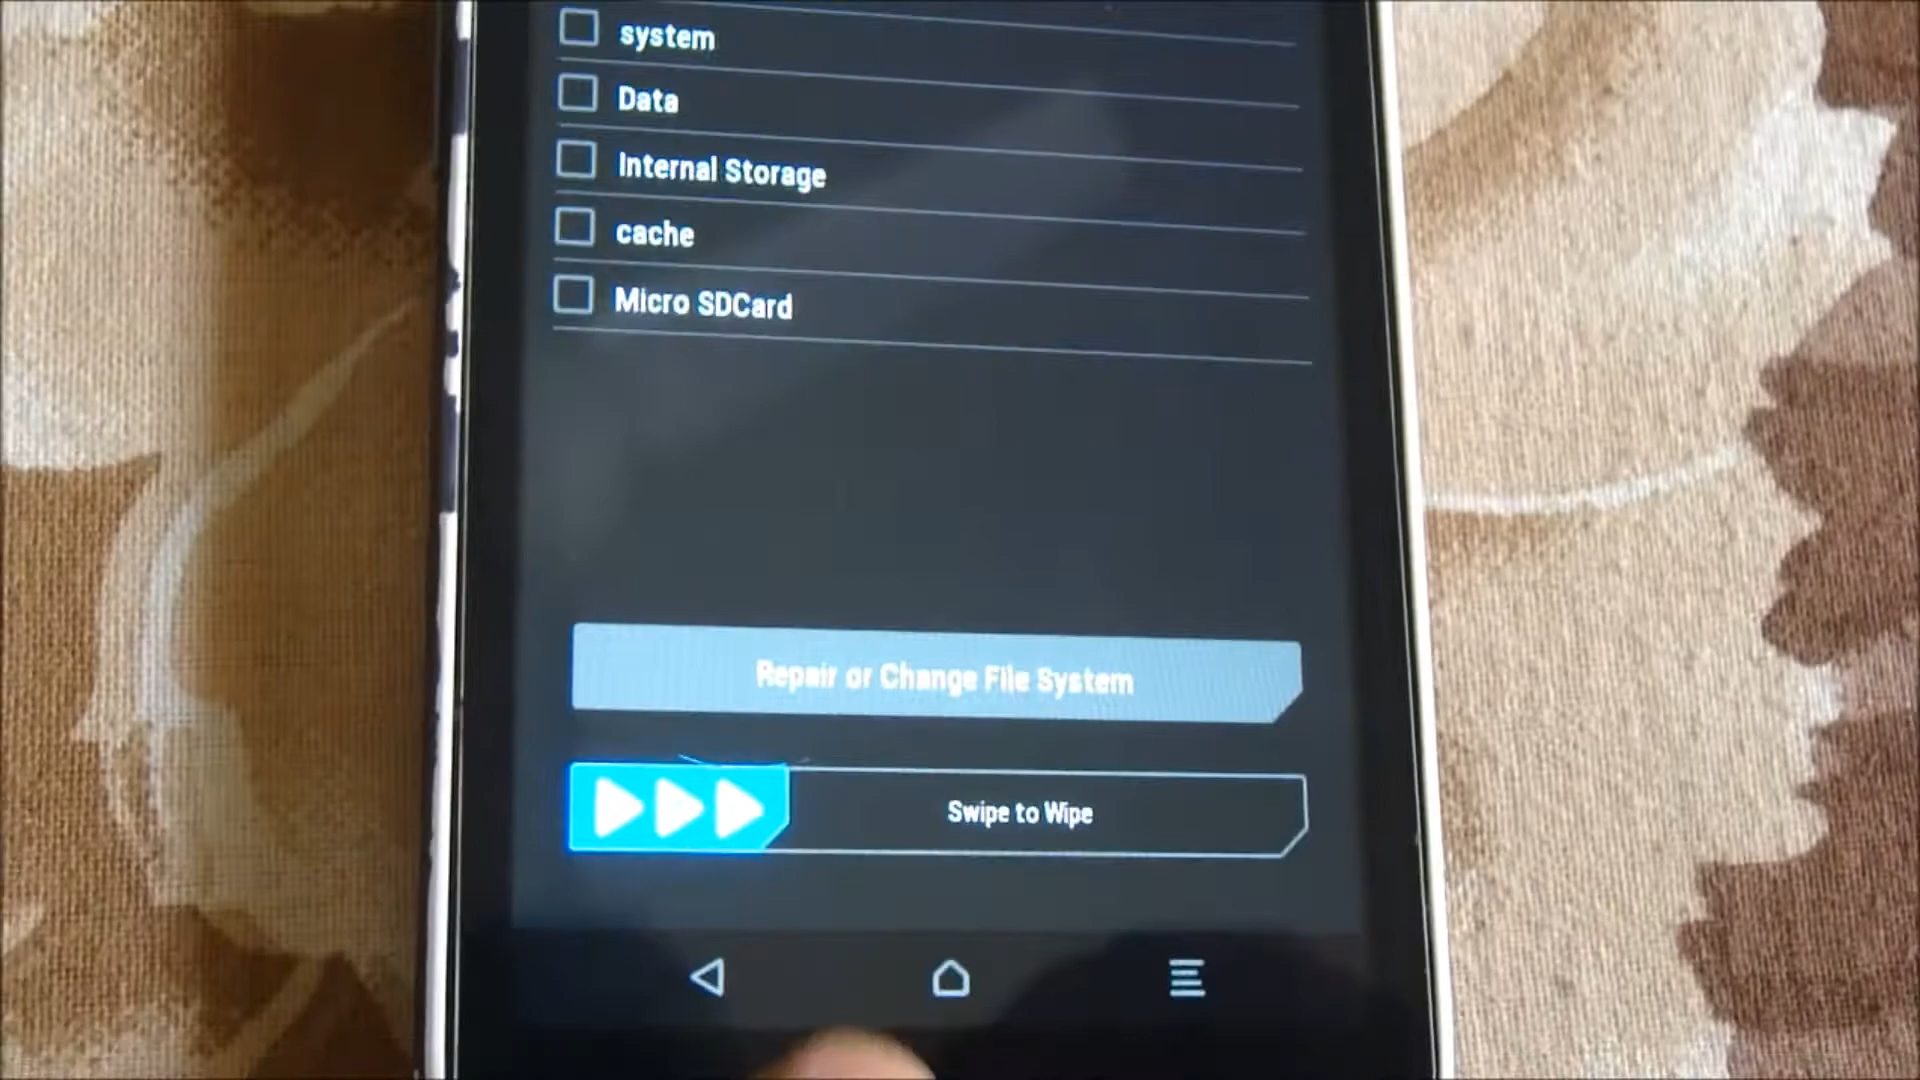 system
Data
Internal Storage
cache
Micro SDCard
Repair or Change File System
Swipe to Wipe